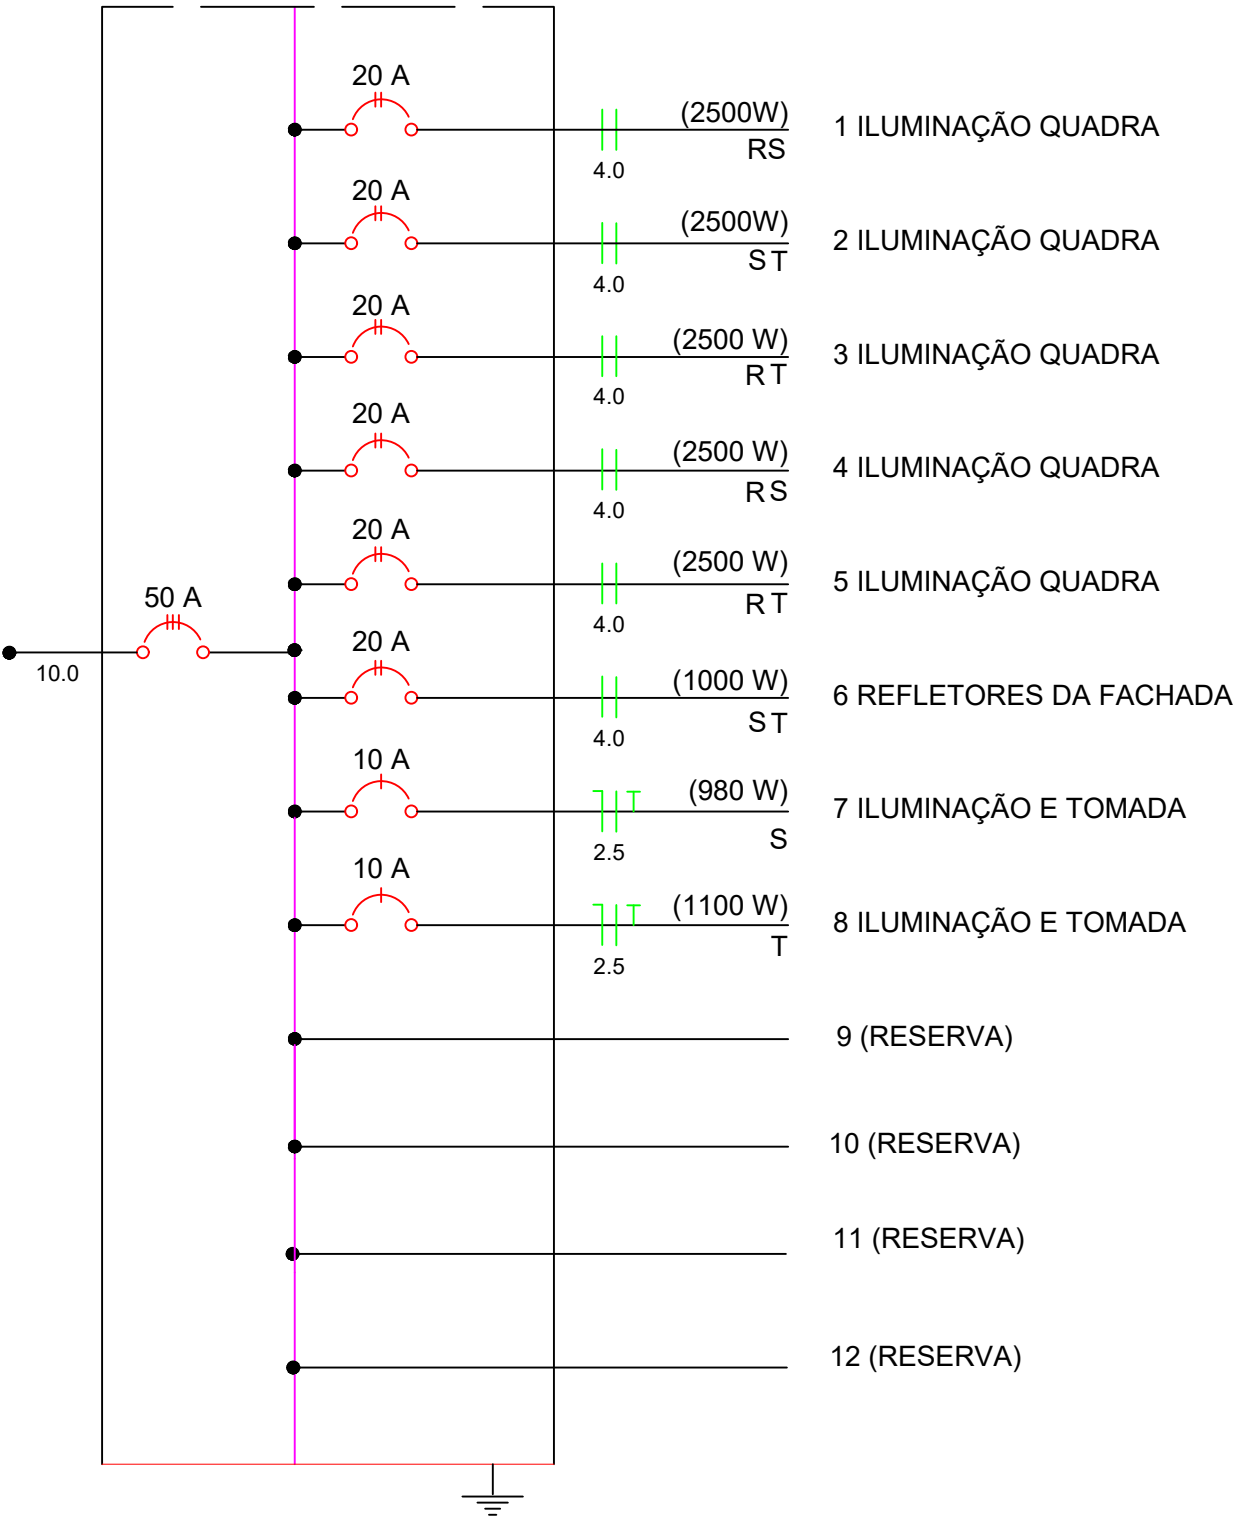 20 A
(2500W)
1 ILUMINAÇÃO QUADRA
RS
4.0
20 A
(2500W)
2 ILUMINAÇÃO QUADRA
S T
4.0
20 A
(2500 W)
3 ILUMINAÇÃO QUADRA
R T
4.0
20 A
(2500 W)
4 ILUMINAÇÃO QUADRA
R S
4.0
20 A
(2500 W)
5 ILUMINAÇÃO QUADRA
R T
4.0
50 A
10.0
20 A
(1000 W)
6 REFLETORES DA FACHADA
S T
4.0
10 A
(980 W)
7 ILUMINAÇÃO E TOMADA
S
2.5
10 A
(1100 W)
8 ILUMINAÇÃO E TOMADA
T
2.5
9 (RESERVA)
10 (RESERVA)
11 (RESERVA)
12 (RESERVA)